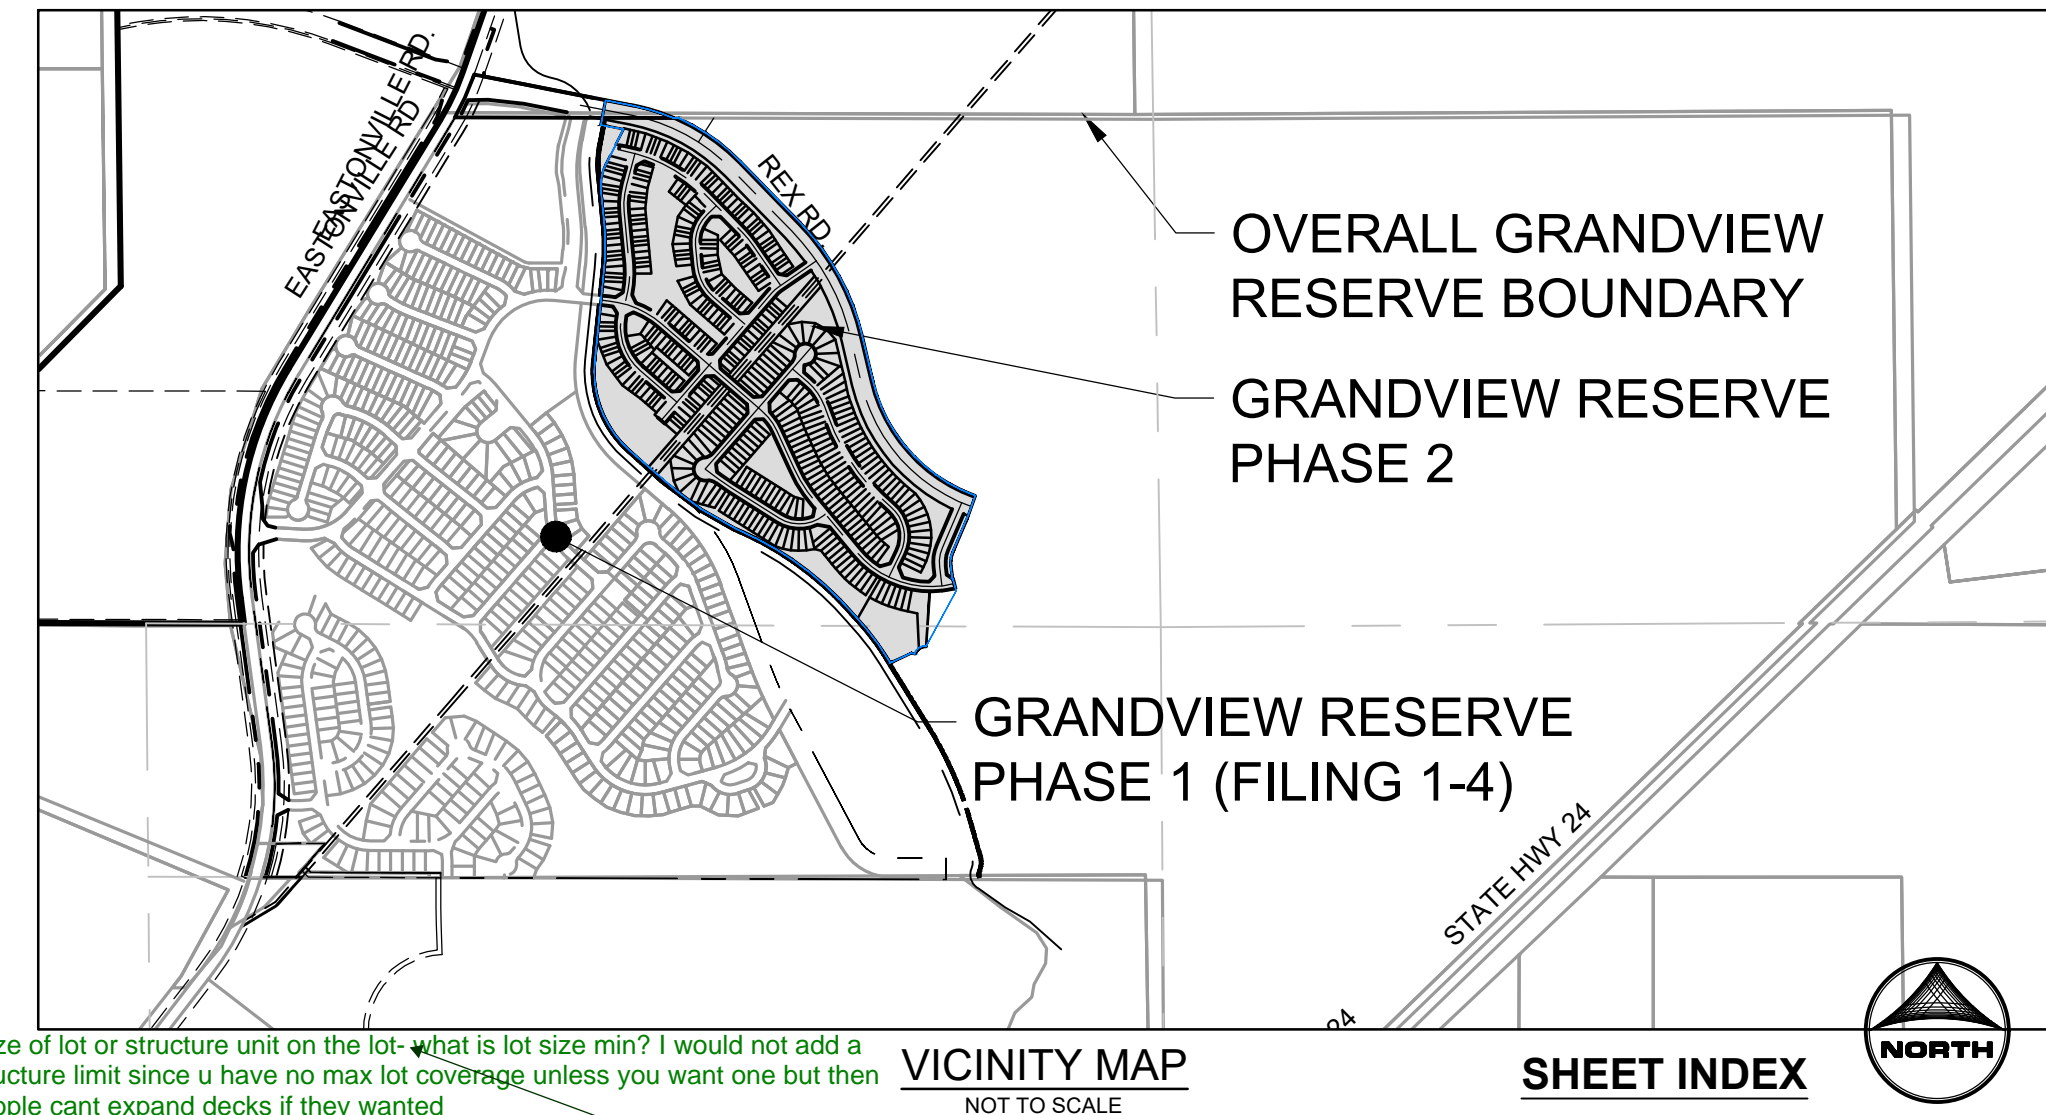 EASTONVILLE RD.
EASTONVILLE RD
REX RD.
OVERALL GRANDVIEW
RESERVE BOUNDARY
GRANDVIEW RESERVE
PHASE 2
GRANDVIEW RESERVE
PHASE 1 (FILING 1-4)
STATE HWY 24
24
NORTH
ze of lot or structure unit on the lot- what is lot size min? I would not add a
ucture limit since u have no max lot coverage unless you want one but then
ople cant expand decks if they wanted
VICINITY MAP
NOT TO SCALE
SHEET INDEX